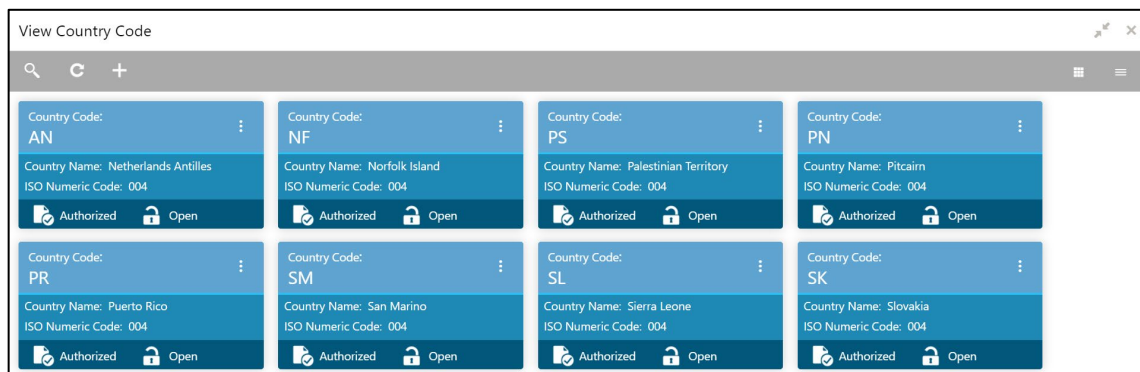 View Country Code
Country Code:
AN
Country Name: Netherlands Antilles
ISO Numeric Code: 004
Authorized Open
Country Code:
NF
Country Name: Norfolk Island
ISO Numeric Code: 004
Authorized Open
Country Code:
PS
Country Name: Palestinian Territory
ISO Numeric Code: 004
Authorized Open
Country Code:
PN
Country Name: Pitcairn
ISO Numeric Code: 004
Authorized Open
Country Code:
PR
Country Name: Puerto Rico
ISO Numeric Code: 004
Authorized Open
Country Code:
SM
Country Name: San Marino
ISO Numeric Code: 004
Authorized Open
Country Code:
SL
Country Name: Sierra Leone
ISO Numeric Code: 004
Authorized Open
Country Code:
SK
Country Name: Slovakia
ISO Numeric Code: 004
Authorized Open